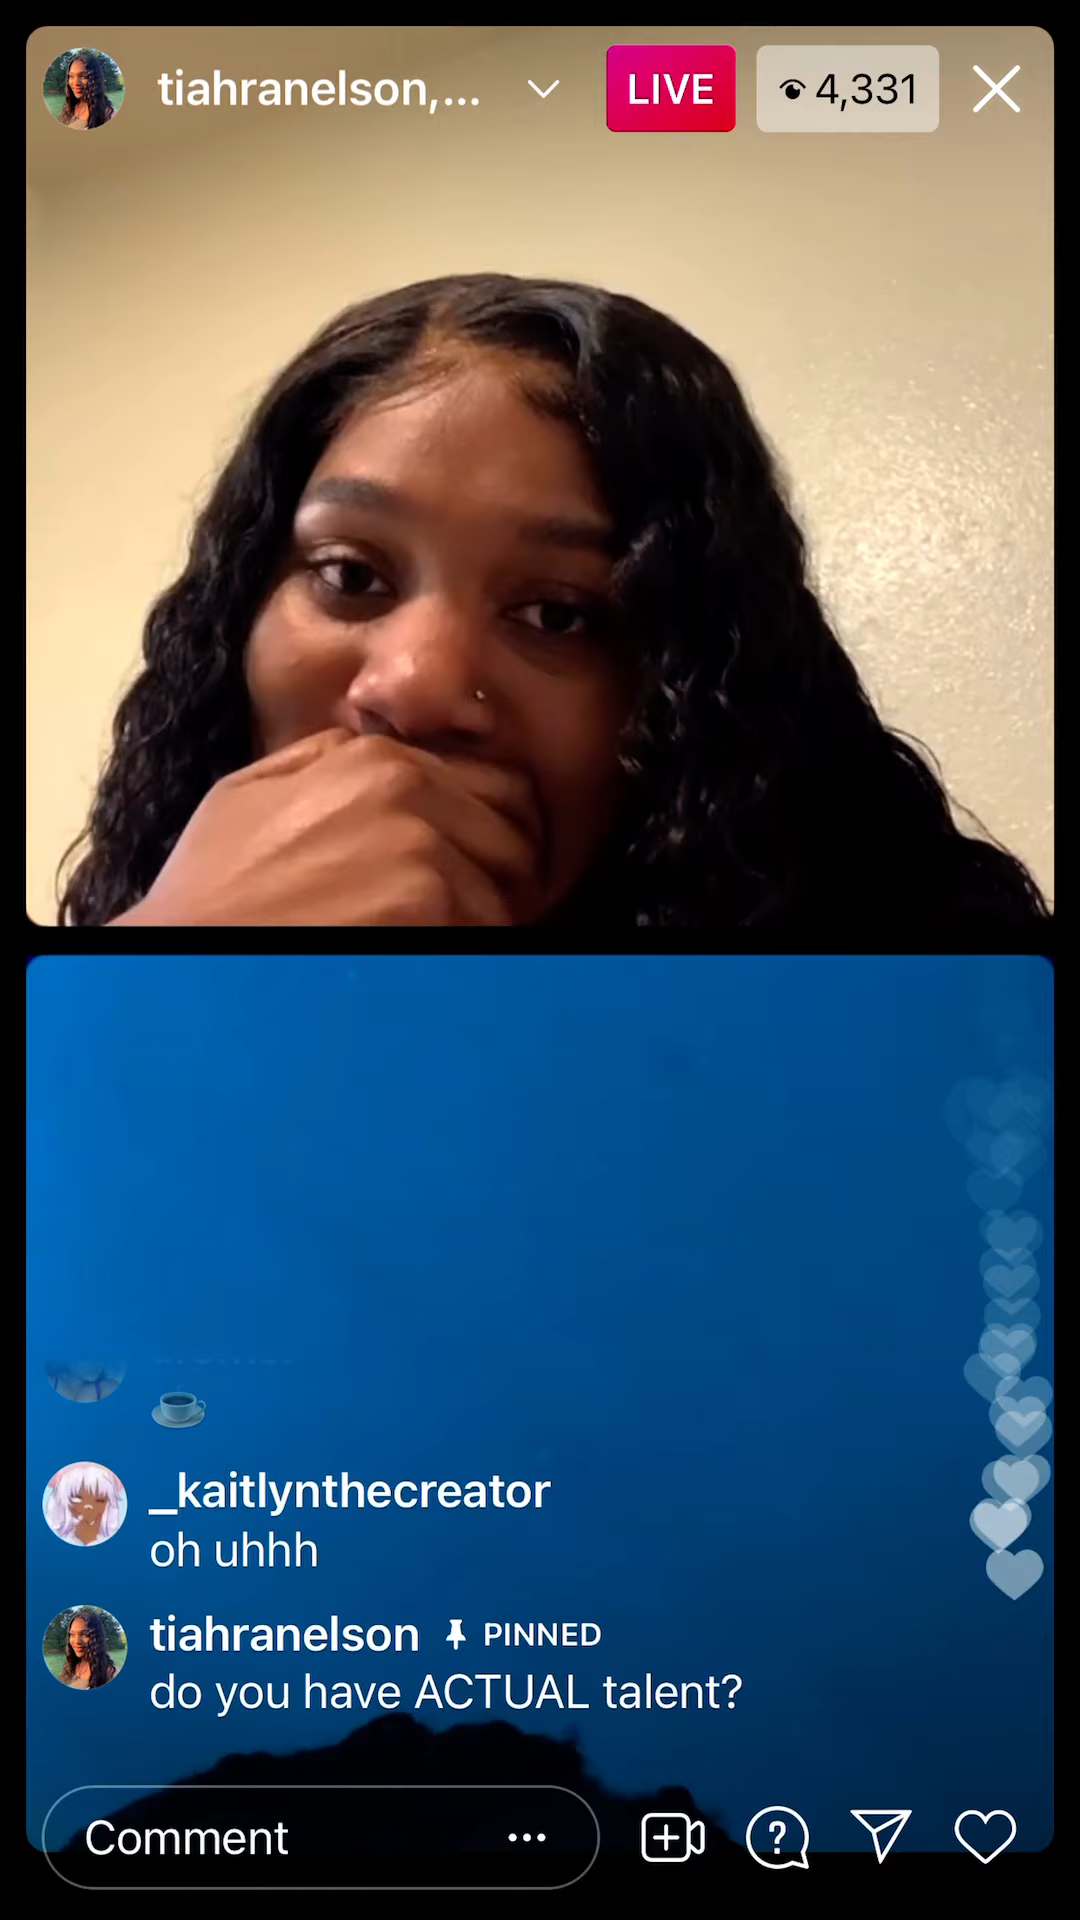 tiahranelson,...
LIVE
4,331
_kaitlynthecreator
oh uhhh
tiahranelson PINNED
do you have ACTUAL talent?
Comment